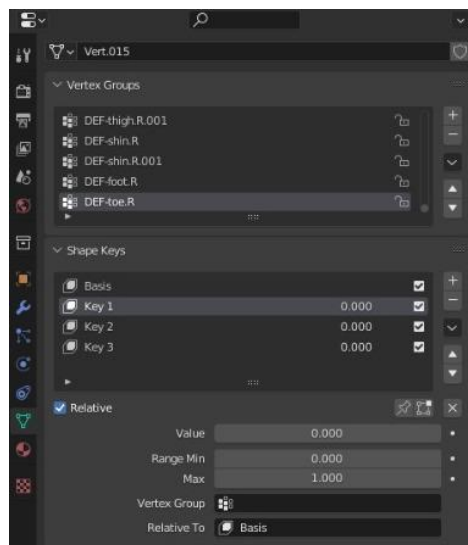 Vert.015
Vertex Groups
DEF-thigh.R.001
DEF-shin.R
DEF-shin.R.001
DEF-foot.R
DEF-toe.R
Shape Keys
Basis
Key 1 0.000
Key 2 0.000
Key 3 0.000
Relative
Value 0.000
Range Min 0.000
Max 1.000
Vertex Group
Relative To Basis